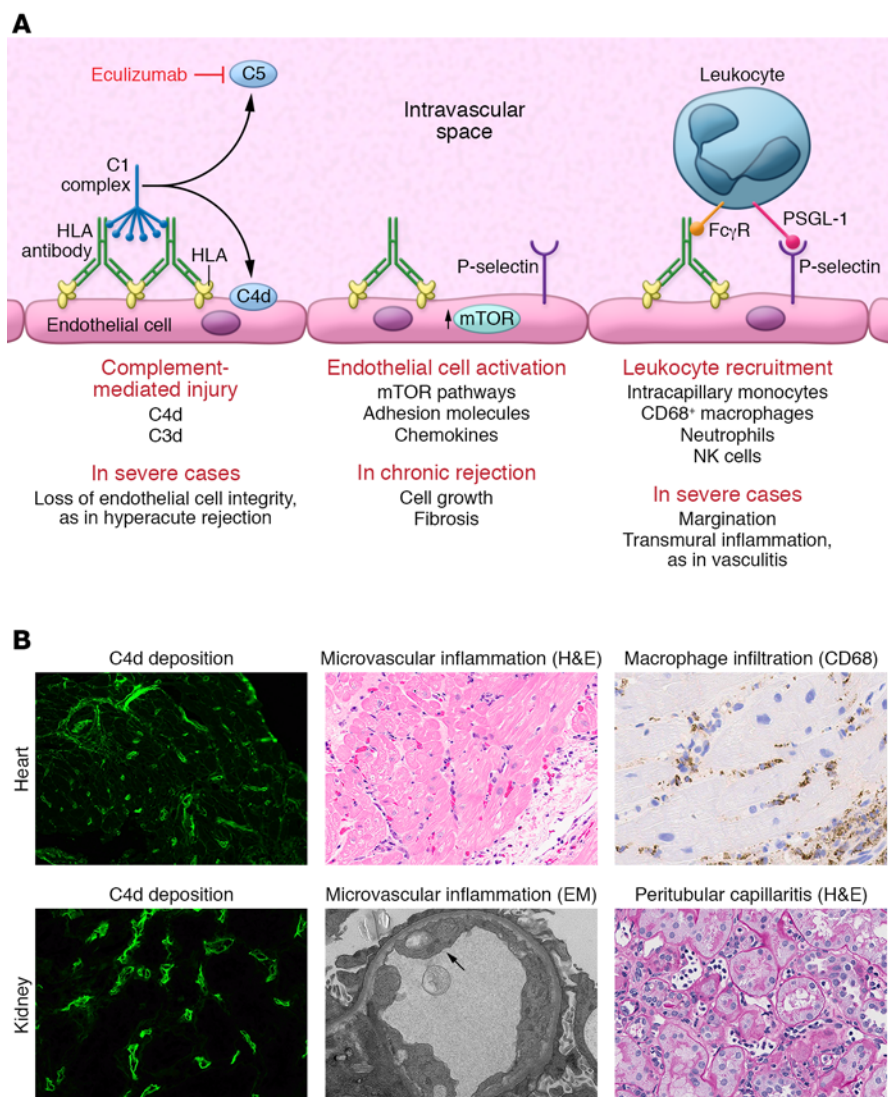 A
Eculizumab
C5
Leukocyte
Intravascular
space
C1
complex
HLA
antibody
HLA
FcγR
PSGL-1
P-selectin
P-selectin
C4d
Endothelial cell
mTOR
Complement-
mediated injury
C4d
C3d
In severe cases
Loss of endothelial cell integrity,
as in hyperacute rejection
Endothelial cell activation
mTOR pathways
Adhesion molecules
Chemokines
In chronic rejection
Cell growth
Fibrosis
Leukocyte recruitment
Intracapillary monocytes
CD68+ macrophages
Neutrophils
NK cells
In severe cases
Margination
Transmural inflammation,
as in vasculitis
B
C4d deposition
Microvascular inflammation (H&E)
Macrophage infiltration (CD68)
Heart
C4d deposition
Microvascular inflammation (EM)
Peritubular capillaritis (H&E)
Kidney